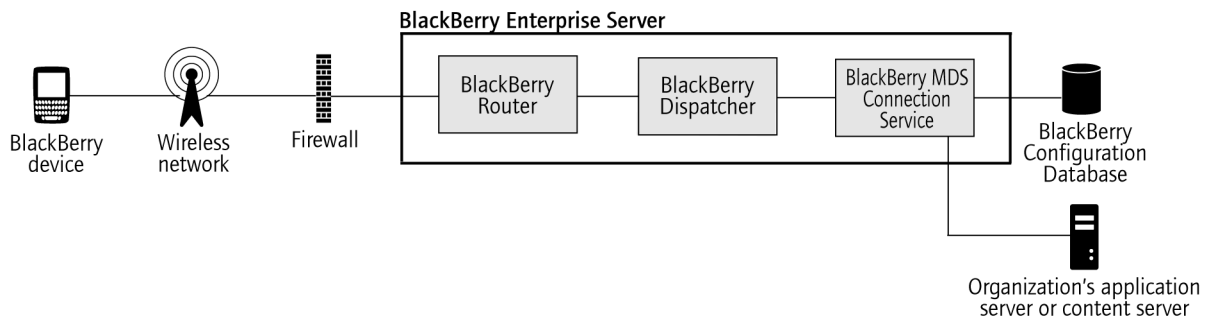 BlackBerry Enterprise Server
BlackBerry
device
Wireless
network
Firewall
BlackBerry
Router
BlackBerry
Dispatcher
BlackBerry MDS
Connection
Service
BlackBerry
Configuration
Database
Organization's application
server or content server